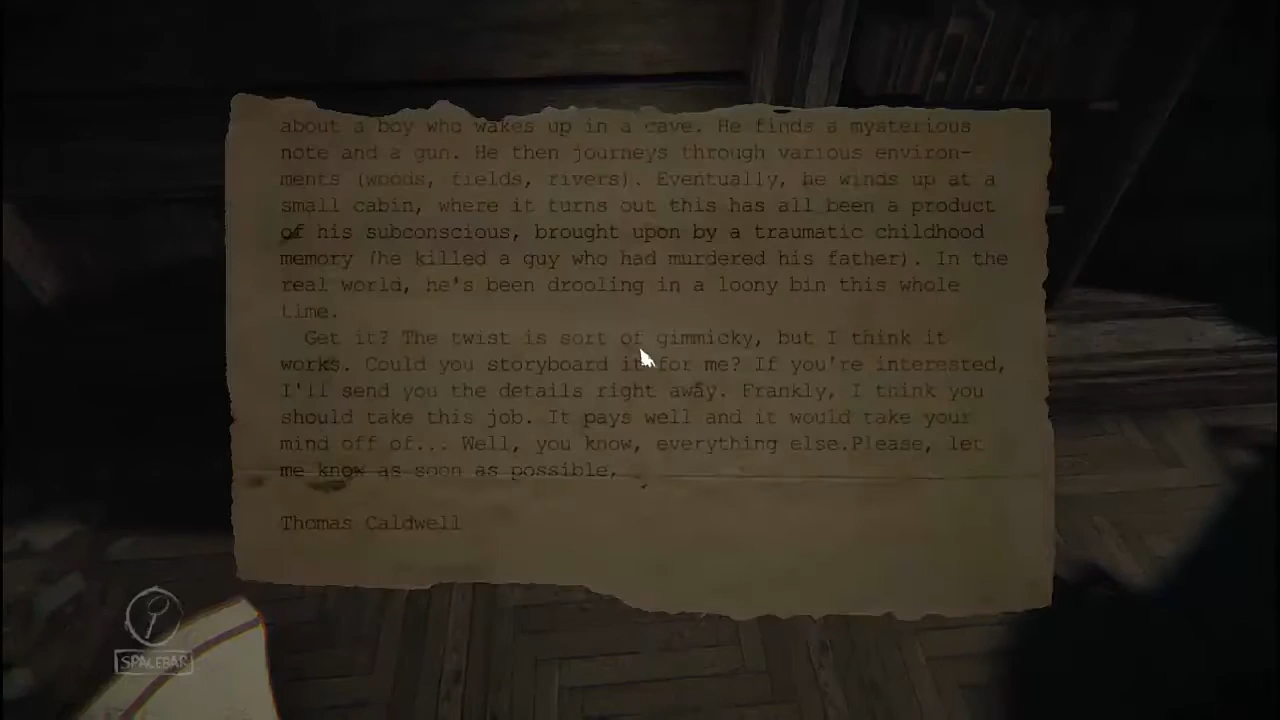 about a boy who wakes up in a cave. He finds a mysterious
note and a gun. He then journeys through various environ-
ments (woods, fields, rivers). Eventually, he winds up at a
small cabin, where it turns out this has all been a product
of his subconscious, brought upon by a traumatic childhood
memory (he killed a guy who had murdered his father). In the
real world, he's been drooling in a loony bin this whole
time.
Get it? The twist is sort of gimmicky, but I think it
works. Could you storyboard it for me? If you're interested,
I'll send you the details right away. Frankly, I think you
should take this job. It pays well and it would take your
mind off of... Well, you know, everything else.Please, let
me know as soon as possible,
Thomas Caldwell
SPACEBAR